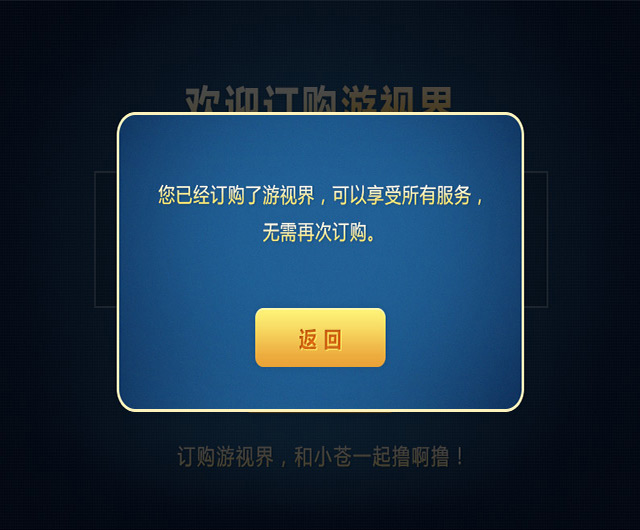 欢迎订购游视界
您已经订购了游视界，可以享受所有服务，
无需再次订购。
返回
订购游视界，和小苍一起撸啊撸！